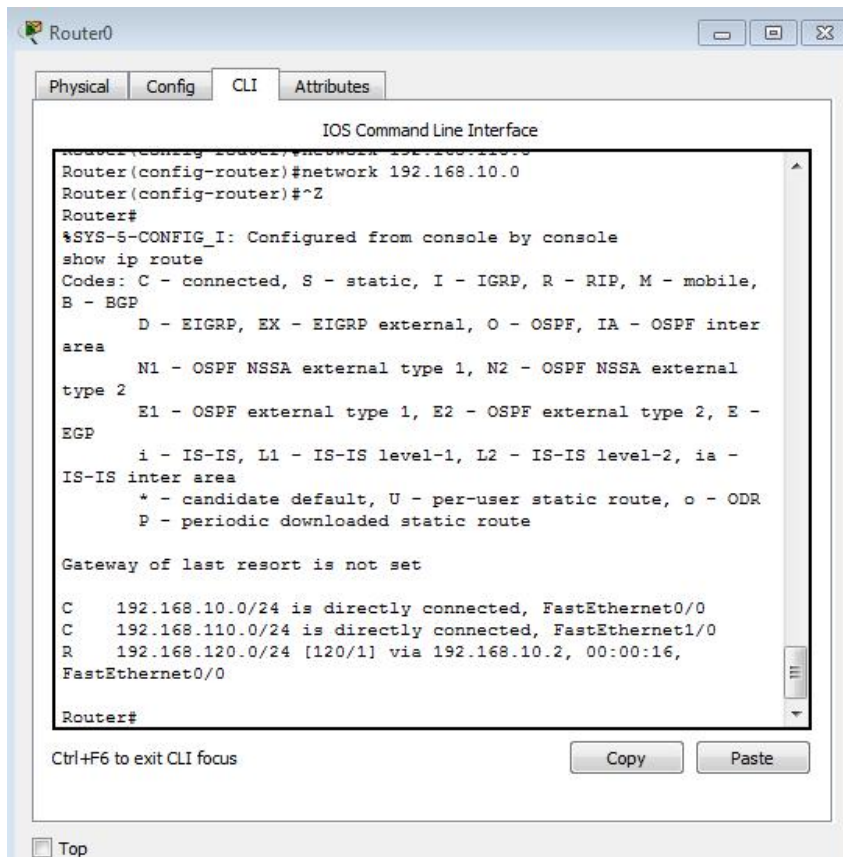 Router0
Physical Config CLI Attributes
IOS Command Line Interface
Router(config-router)#network 192.168.110.0
Router(config-router)#network 192.168.10.0
Router(config-router)#^Z
Router#
%SYS-5-CONFIG_I: Configured from console by console
show ip route
Codes: C - connected, S - static, I - IGRP, R - RIP, M - mobile,
B - BGP
D - EIGRP, EX - EIGRP external, O - OSPF, IA - OSPF inter
area
N1 - OSPF NSSA external type 1, N2 - OSPF NSSA external
type 2
E1 - OSPF external type 1, E2 - OSPF external type 2, E -
EGP
i - IS-IS, L1 - IS-IS level-1, L2 - IS-IS level-2, ia -
IS-IS inter area
* - candidate default, U - per-user static route, o - ODR
P - periodic downloaded static route
Gateway of last resort is not set
C 192.168.10.0/24 is directly connected, FastEthernet0/0
C 192.168.110.0/24 is directly connected, FastEthernet1/0
R 192.168.120.0/24 [120/1] via 192.168.10.2, 00:00:16,
FastEthernet0/0
Router#
Ctrl+F6 to exit CLI focus
Copy Paste
Top